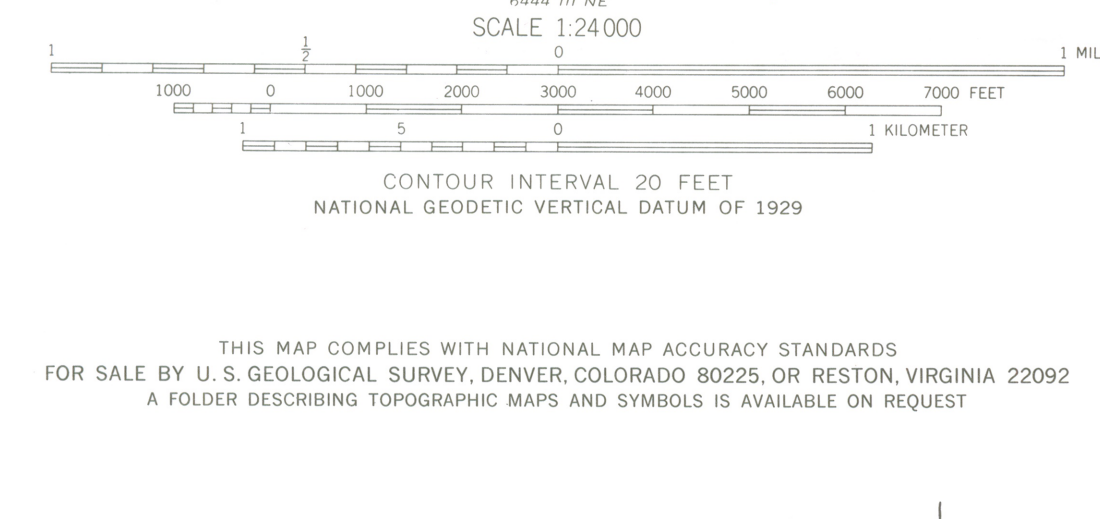 SCALE 1:24 000
1 ½ 0 1 MIL
1000 0 1000 2000 3000 4000 5000 6000 7000 FEET
1 5 0 1 KILOMETER
CONTOUR INTERVAL 20 FEET
NATIONAL GEODETIC VERTICAL DATUM OF 1929
THIS MAP COMPLIES WITH NATIONAL MAP ACCURACY STANDARDS
FOR SALE BY U. S. GEOLOGICAL SURVEY, DENVER, COLORADO 80225, OR RESTON, VIRGINIA 22092
A FOLDER DESCRIBING TOPOGRAPHIC MAPS AND SYMBOLS IS AVAILABLE ON REQUEST